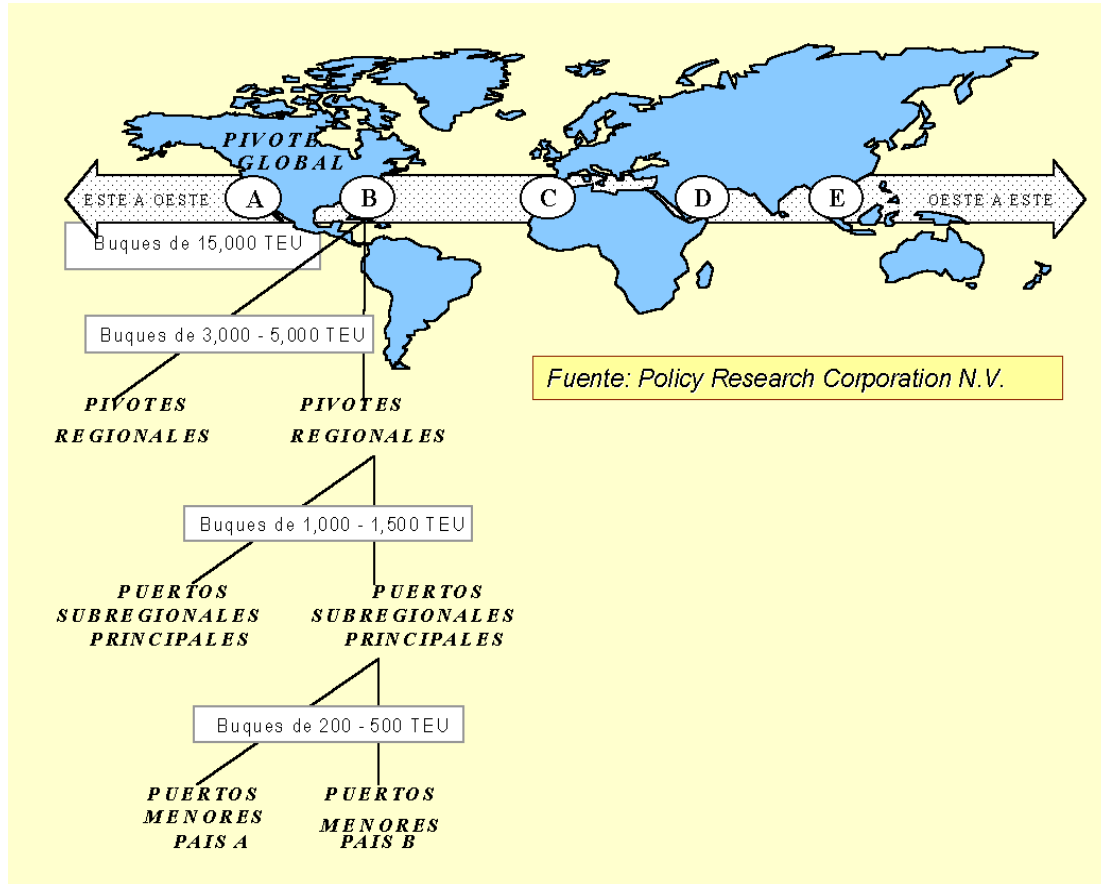 PIVOTE
GLOBAL
ESTE A OESTE
A
B
C
D
E
OESTE A ESTE
Buques de 15,000 TEU
Buques de 3,000 - 5,000 TEU
Fuente: Policy Research Corporation N.V.
PIVOTES
REGIONALES
PIVOTES
REGIONALES
Buques de 1,000 - 1,500 TEU
PUERTOS
SUBREGIONALES
PRINCIPALES
PUERTOS
SUBREGIONALES
PRINCIPALES
Buques de 200 - 500 TEU
PUERTOS
MENORES
PAIS A
PUERTOS
MENORES
PAIS B